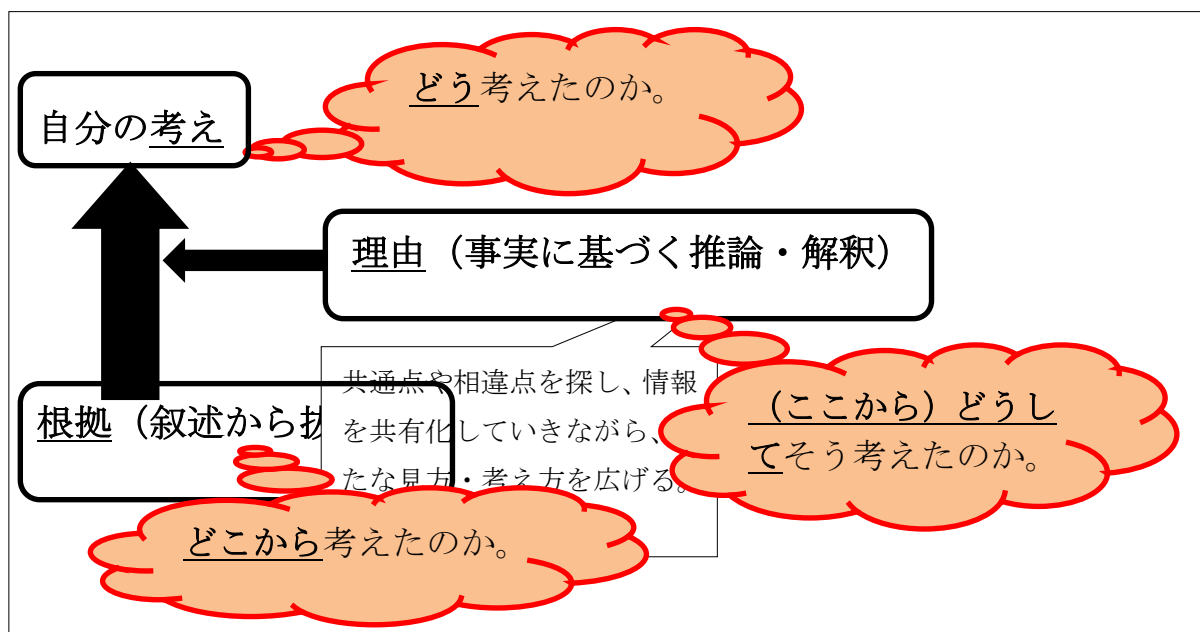 どう考えたのか。
自分の考え
理由（事実に基づく推論・解釈）
共通点や相違点を探し、情報
を共有化していきながら、
たな見方・考え方を広げる。
（ここから）どうし
てそう考えたのか。
根拠（叙述から
どこから考えたのか。